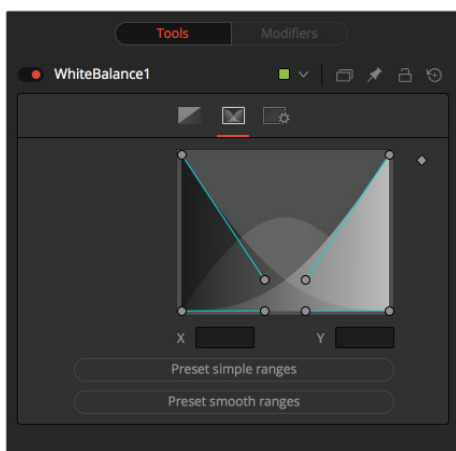 Tools Modifiers
WhiteBalance1
X Y
Preset simple ranges
Preset smooth ranges